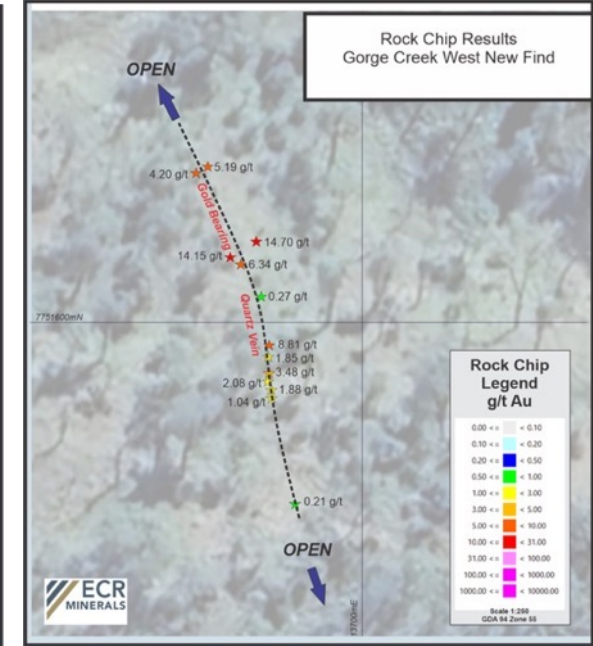 Rock Chip Results
Gorge Creek West New Find
OPEN
5.19 g/t
4.20 g/t
Gold Bearing
14.70 g/t
14.15 g/t
6.34 g/t
0.27 g/t
Quartz Vein
7751600mN
8.81 g/t
1.85 g/t
3.48 g/t
2.08 g/t
1.88 g/t
1.04 g/t
0.21 g/t
OPEN
Rock Chip
Legend
g/t Au
0.00 <= < 0.10
0.10 <= < 0.20
0.20 <= < 0.50
0.50 <= < 1.00
1.00 <= < 3.00
3.00 <= < 5.00
5.00 <= < 10.00
10.00 <= < 31.00
31.00 <= < 100.00
100.00 <= < 1000.00
1000.00 <= < 10000.00
Scale 1:250
GDA 94 Zone 55
ECR
MINERALS